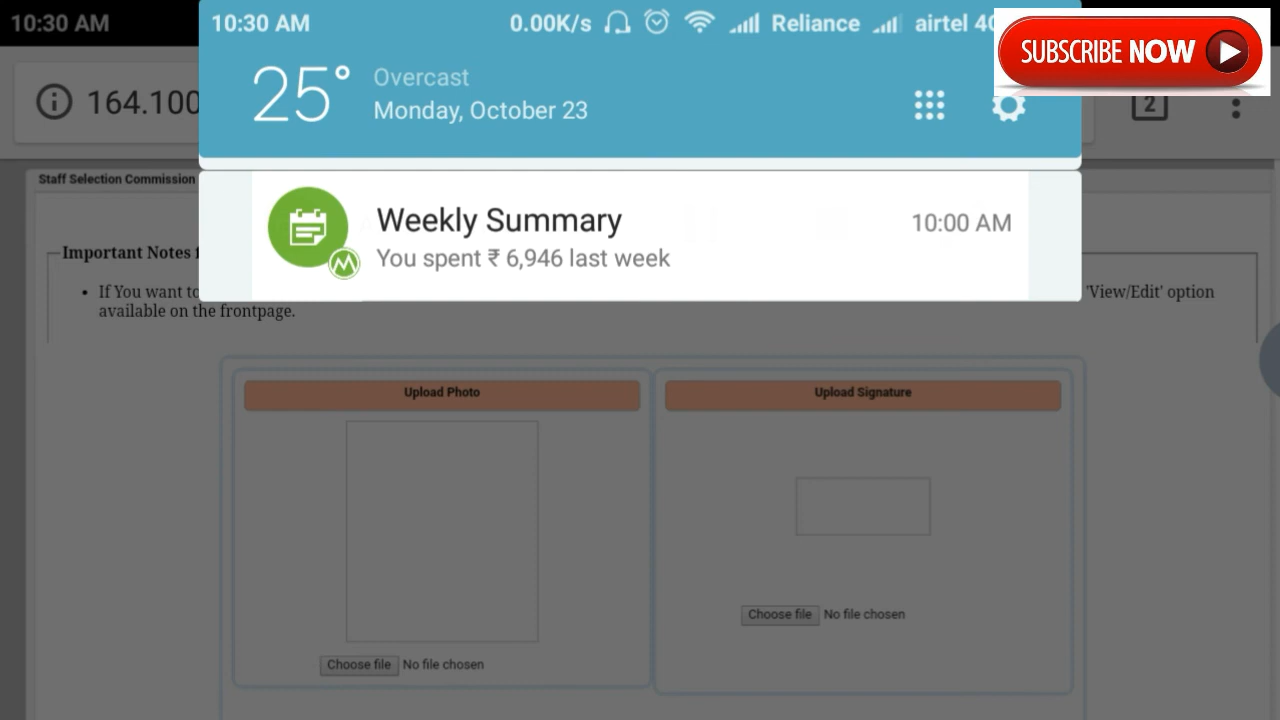 10:30 AM
10:30 AM 0.00K/s Reliance airtel 4
SUBSCRIBE NOW
25° Overcast
Monday, October 23
164.100
2
Staff Selection Commission
Weekly Summary 10:00 AM
You spent ₹ 6,946 last week
Important Notes
If You want to 'View/Edit' option
available on the frontpage.
Upload Photo Upload Signature
Choose file No file chosen
Choose file No file chosen